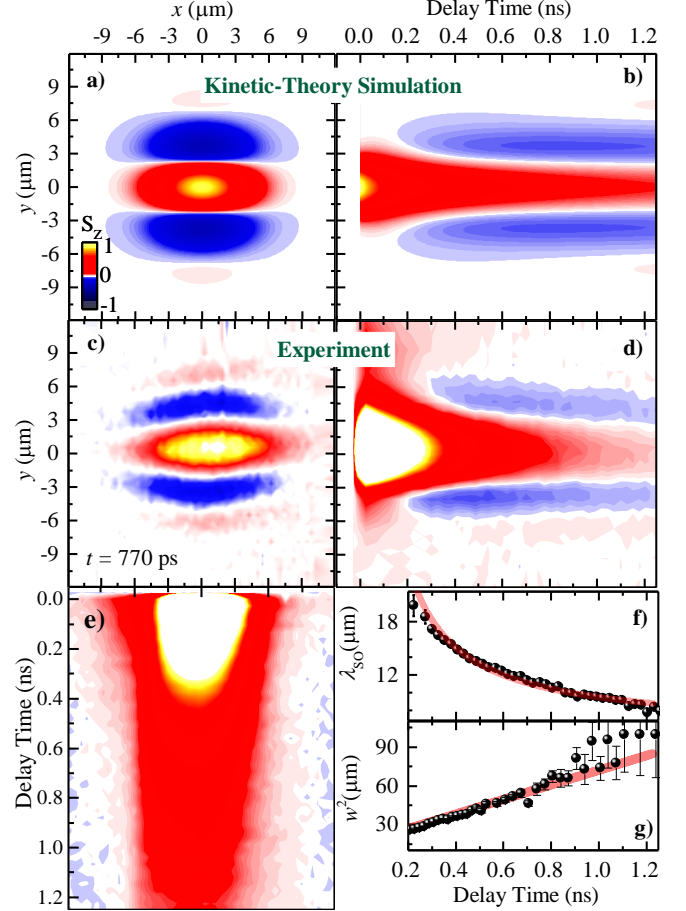 x (μm)
-9 -6 -3 0 3 6 9
Delay Time (ns)
0.0 0.2 0.4 0.6 0.8 1.0 1.2
a)
Kinetic-Theory Simulation
b)
y (μm)
9
6
3
0
-3
-6
-9
S_z
1
0
-1
c)
Experiment
d)
y (μm)
9
6
3
0
-3
-6
-9
t = 770 ps
e)
Delay Time (ns)
0.0
0.2
0.4
0.6
0.8
1.0
1.2
f)
λ_SO(μm)
18
12
g)
w²(μm)
90
60
30
0.2 0.4 0.6 0.8 1.0 1.2
Delay Time (ns)